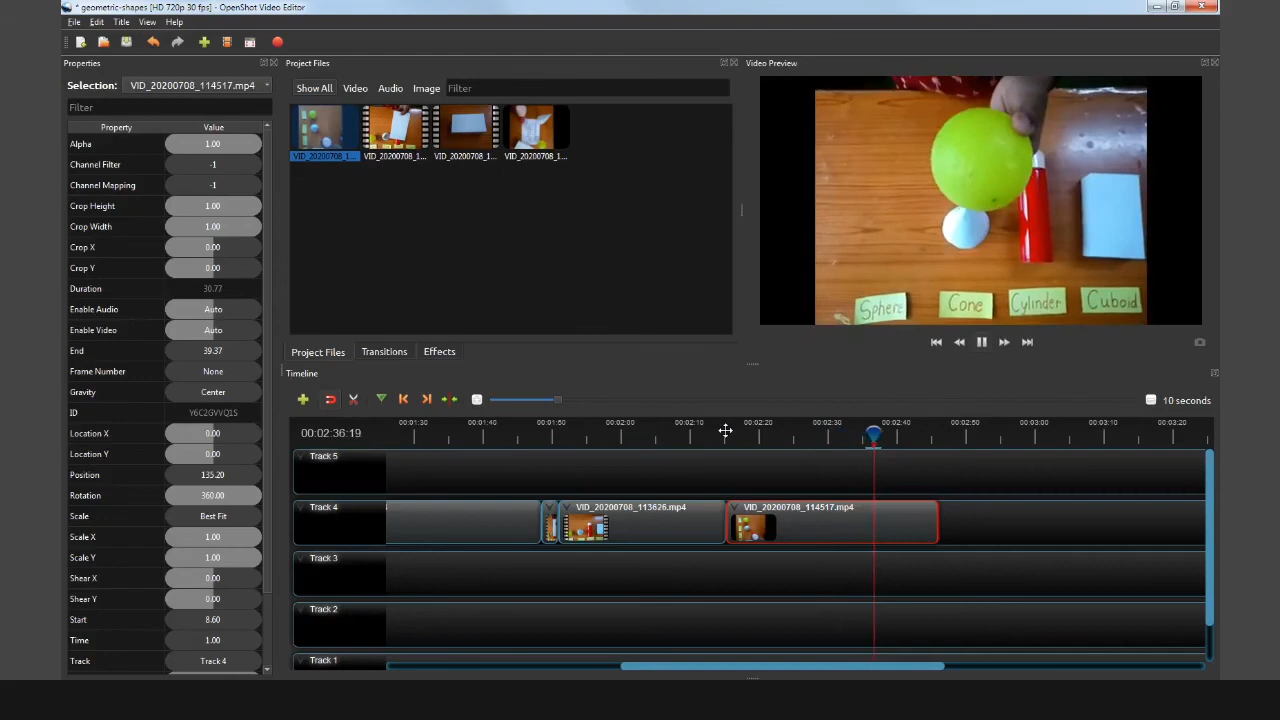 * geometric-shapes [HD 720p 30 fps] - OpenShot Video Editor
File Edit Title View Help
Properties
Project Files
Video Preview
Selection: VID_20200708_114517.mp4
Show All Video Audio Image Filter
Filter
Property Value
Alpha 1.00
Channel Filter -1
Channel Mapping -1
Crop Height 1.00
Crop Width 1.00
Crop X 0.00
Crop Y 0.00
Duration 30.77
Enable Audio Auto
Enable Video Auto
End 39.37
Frame Number None
Gravity Center
ID Y6C2GVVQ1S
Location X 0.00
Location Y 0.00
Position 135.20
Rotation 360.00
Scale Best Fit
Scale X 1.00
Scale Y 1.00
Shear X 0.00
Shear Y 0.00
Start 8.60
Time 1.00
Track Track 4
VID_20200708_1... VID_20200708_1... VID_20200708_1... VID_20200708_1...
Sphere Cone Cylinder Cuboid
Project Files Transitions Effects
Timeline
10 seconds
00:02:36:19
00:01:30 00:01:40 00:01:50 00:02:00 00:02:10 00:02:20 00:02:30 00:02:40 00:02:50 00:03:00 00:03:10 00:03:20
Track 5
Track 4
VID_20200708_113626.mp4
VID_20200708_114517.mp4
Track 3
Track 2
Track 1